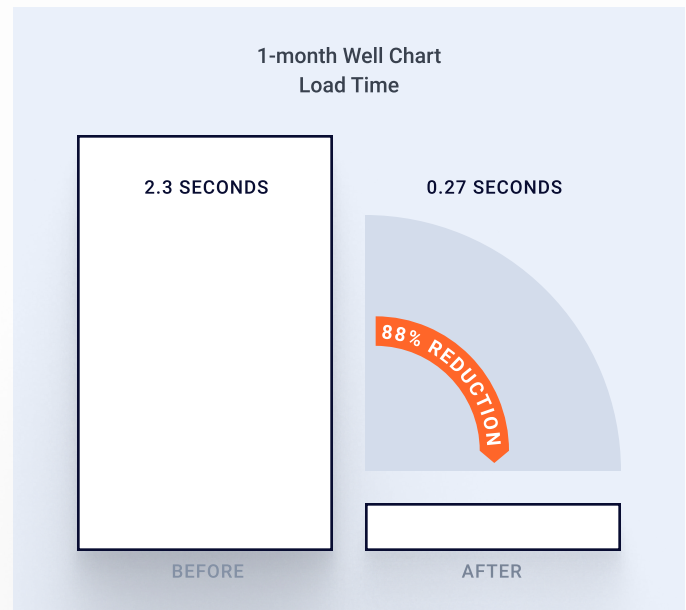 1-month Well Chart
Load Time
2.3 SECONDS
0.27 SECONDS
88% REDUCTION
BEFORE
AFTER